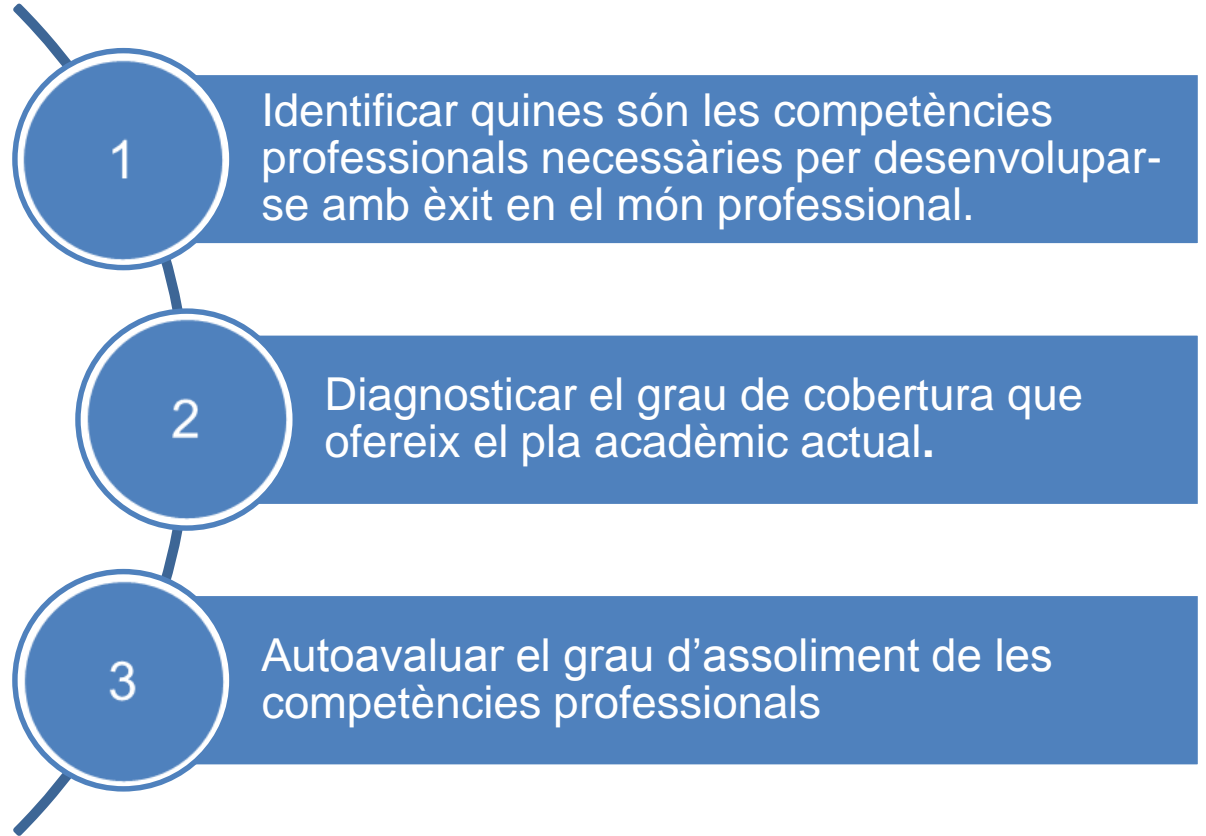 1
Identificar quines són les competències
professionals necessàries per desenvolupar-
se amb èxit en el món professional.
2
Diagnosticar el grau de cobertura que
ofereix el pla acadèmic actual.
3
Autoavaluar el grau d’assoliment de les
competències professionals